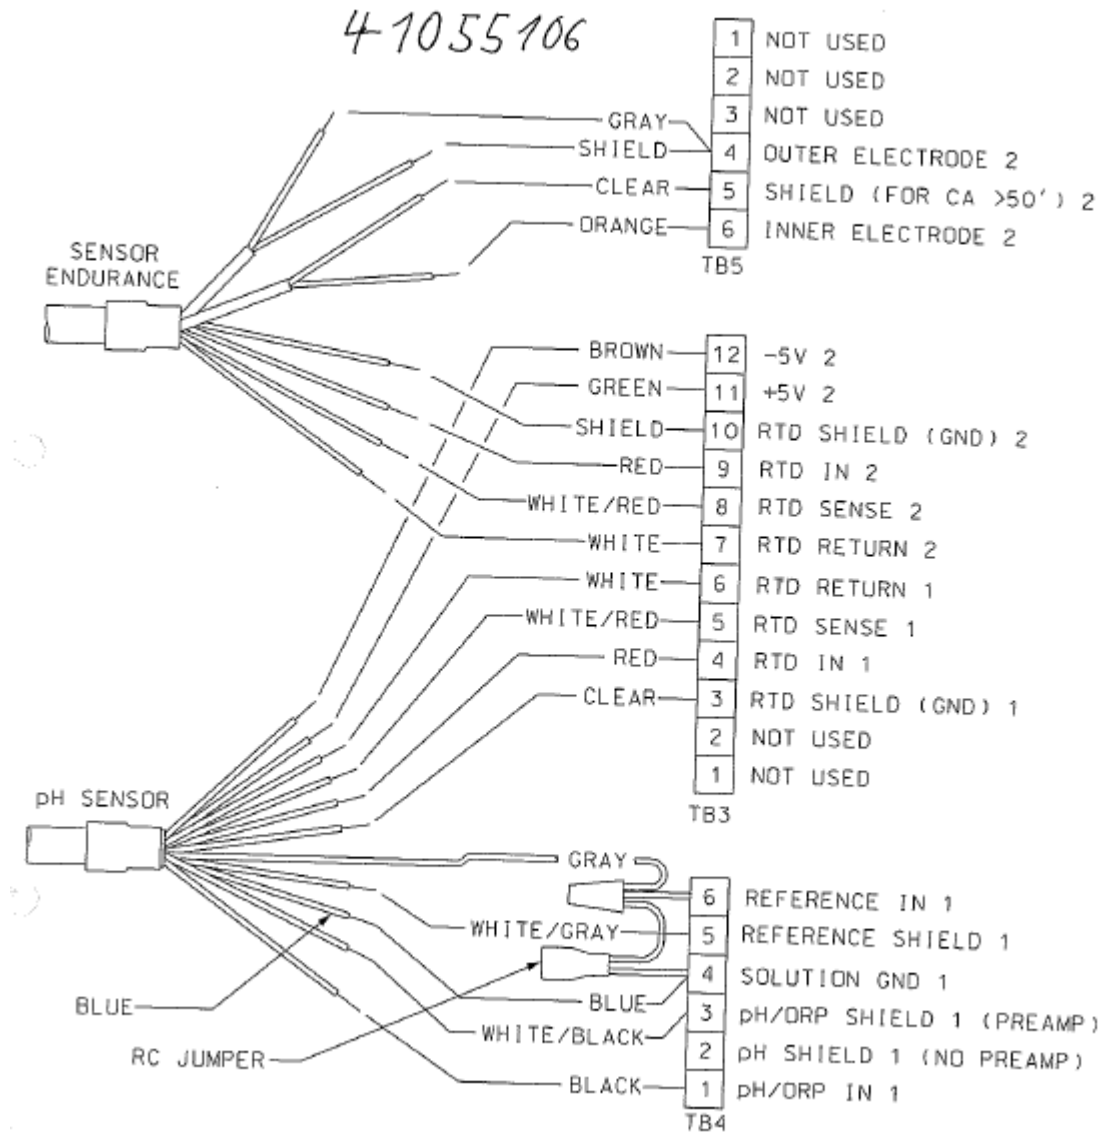 41055106
1 NOT USED
2 NOT USED
3 NOT USED
GRAY
SHIELD 4 OUTER ELECTRODE 2
CLEAR 5 SHIELD (FOR CA >50') 2
ORANGE 6 INNER ELECTRODE 2
TB5
SENSOR
ENDURANCE
BROWN 12 -5V 2
GREEN 11 +5V 2
SHIELD 10 RTD SHIELD (GND) 2
RED 9 RTD IN 2
WHITE/RED 8 RTD SENSE 2
WHITE 7 RTD RETURN 2
WHITE 6 RTD RETURN 1
WHITE/RED 5 RTD SENSE 1
RED 4 RTD IN 1
CLEAR 3 RTD SHIELD (GND) 1
2 NOT USED
1 NOT USED
TB3
pH SENSOR
GRAY
6 REFERENCE IN 1
WHITE/GRAY 5 REFERENCE SHIELD 1
4 SOLUTION GND 1
BLUE
BLUE
WHITE/BLACK 3 pH/ORP SHIELD 1 (PREAMP)
RC JUMPER
2 pH SHIELD 1 (NO PREAMP)
BLACK 1 pH/ORP IN 1
TB4